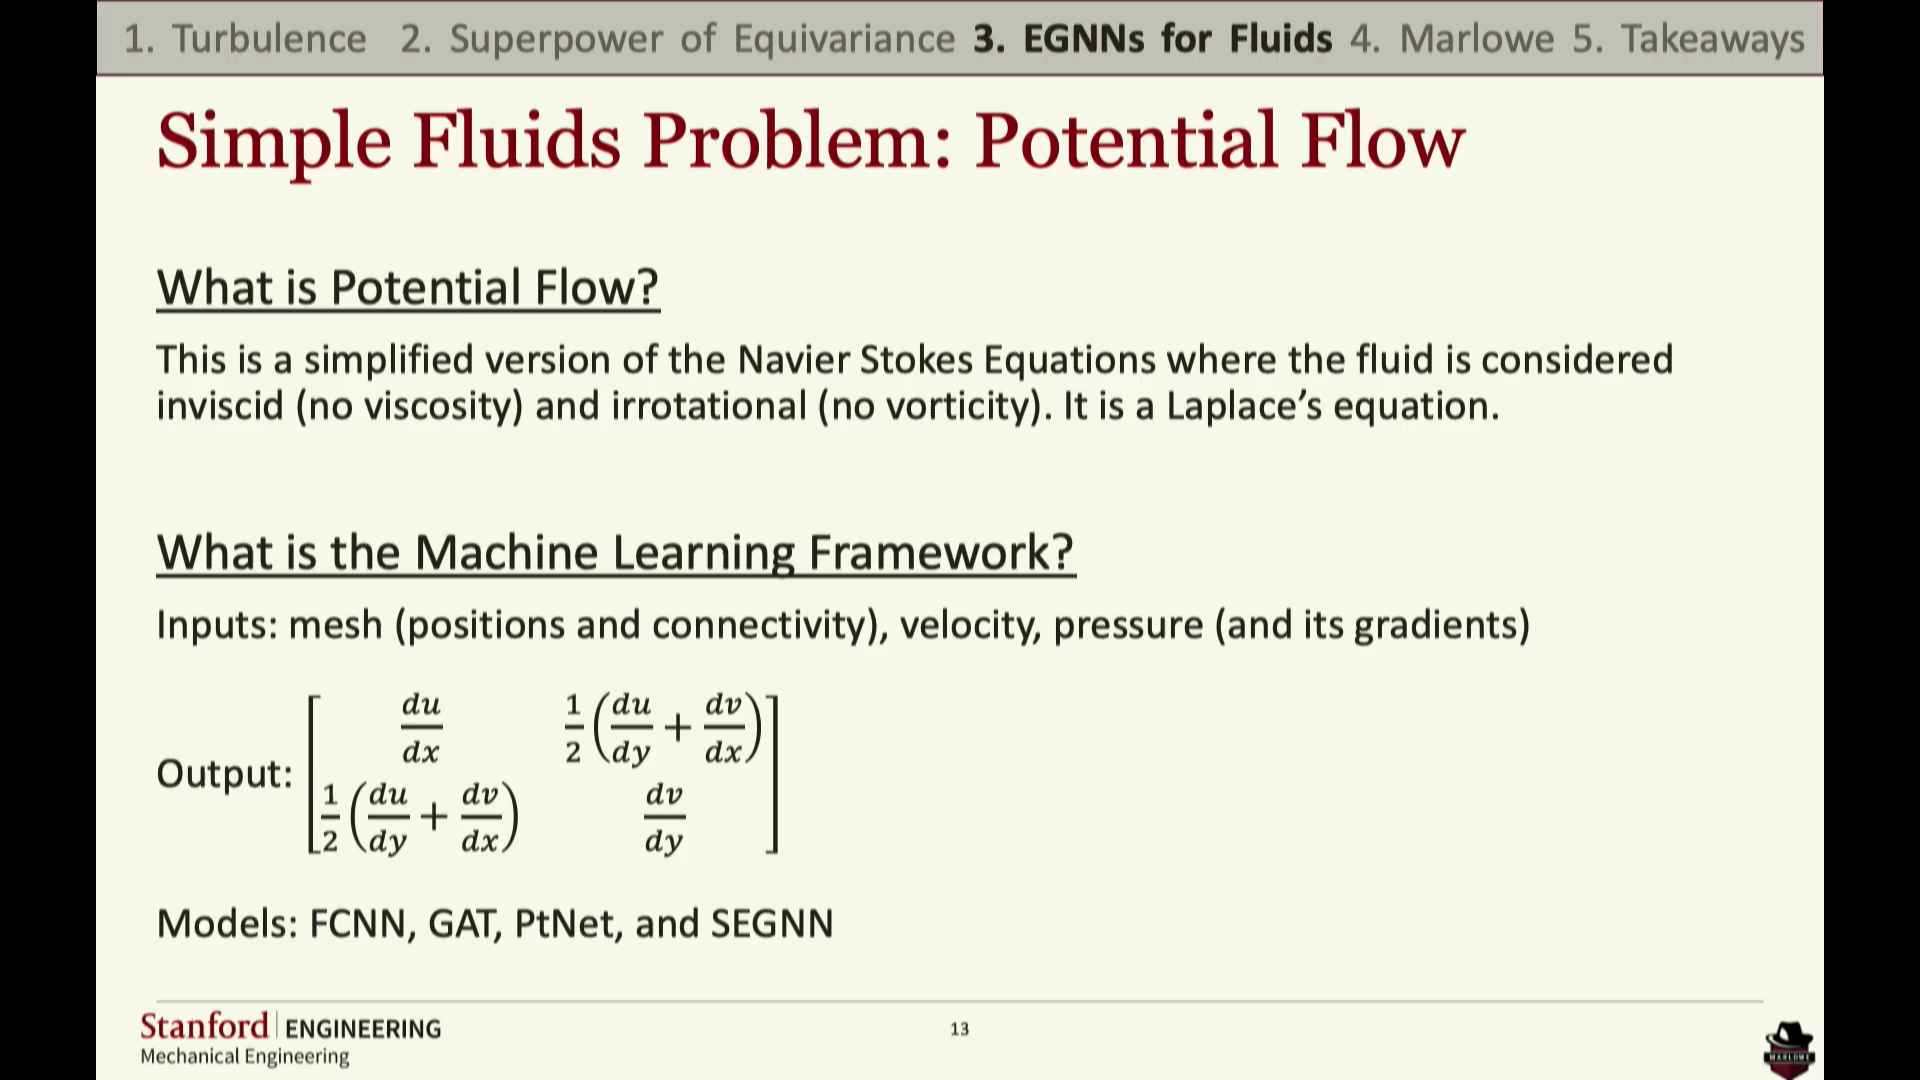 1. Turbulence 2. Superpower of Equivariance 3. EGNNs for Fluids 4. Marlowe 5. Takeaways
Simple Fluids Problem: Potential Flow
What is Potential Flow?
This is a simplified version of the Navier Stokes Equations where the fluid is considered
inviscid (no viscosity) and irrotational (no vorticity). It is a Laplace’s equation.
What is the Machine Learning Framework?
Inputs: mesh (positions and connectivity), velocity, pressure (and its gradients)
Output: [ du/dx 1/2 (du/dy + dv/dx)
1/2 (du/dy + dv/dx) dv/dy ]
Models: FCNN, GAT, PtNet, and SEGNN
Stanford | ENGINEERING
Mechanical Engineering
13
MARLOWE